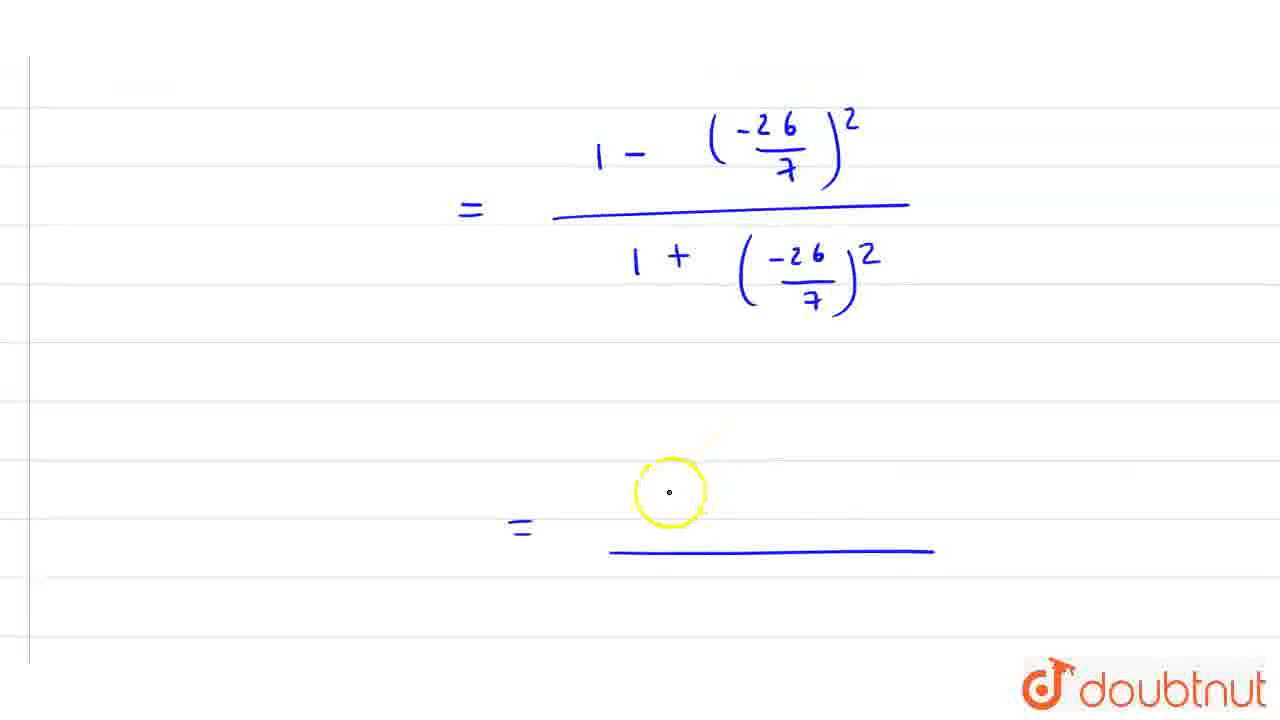 1 - (-26/7)^2
=
1 + (-26/7)^2
=
doubtnut